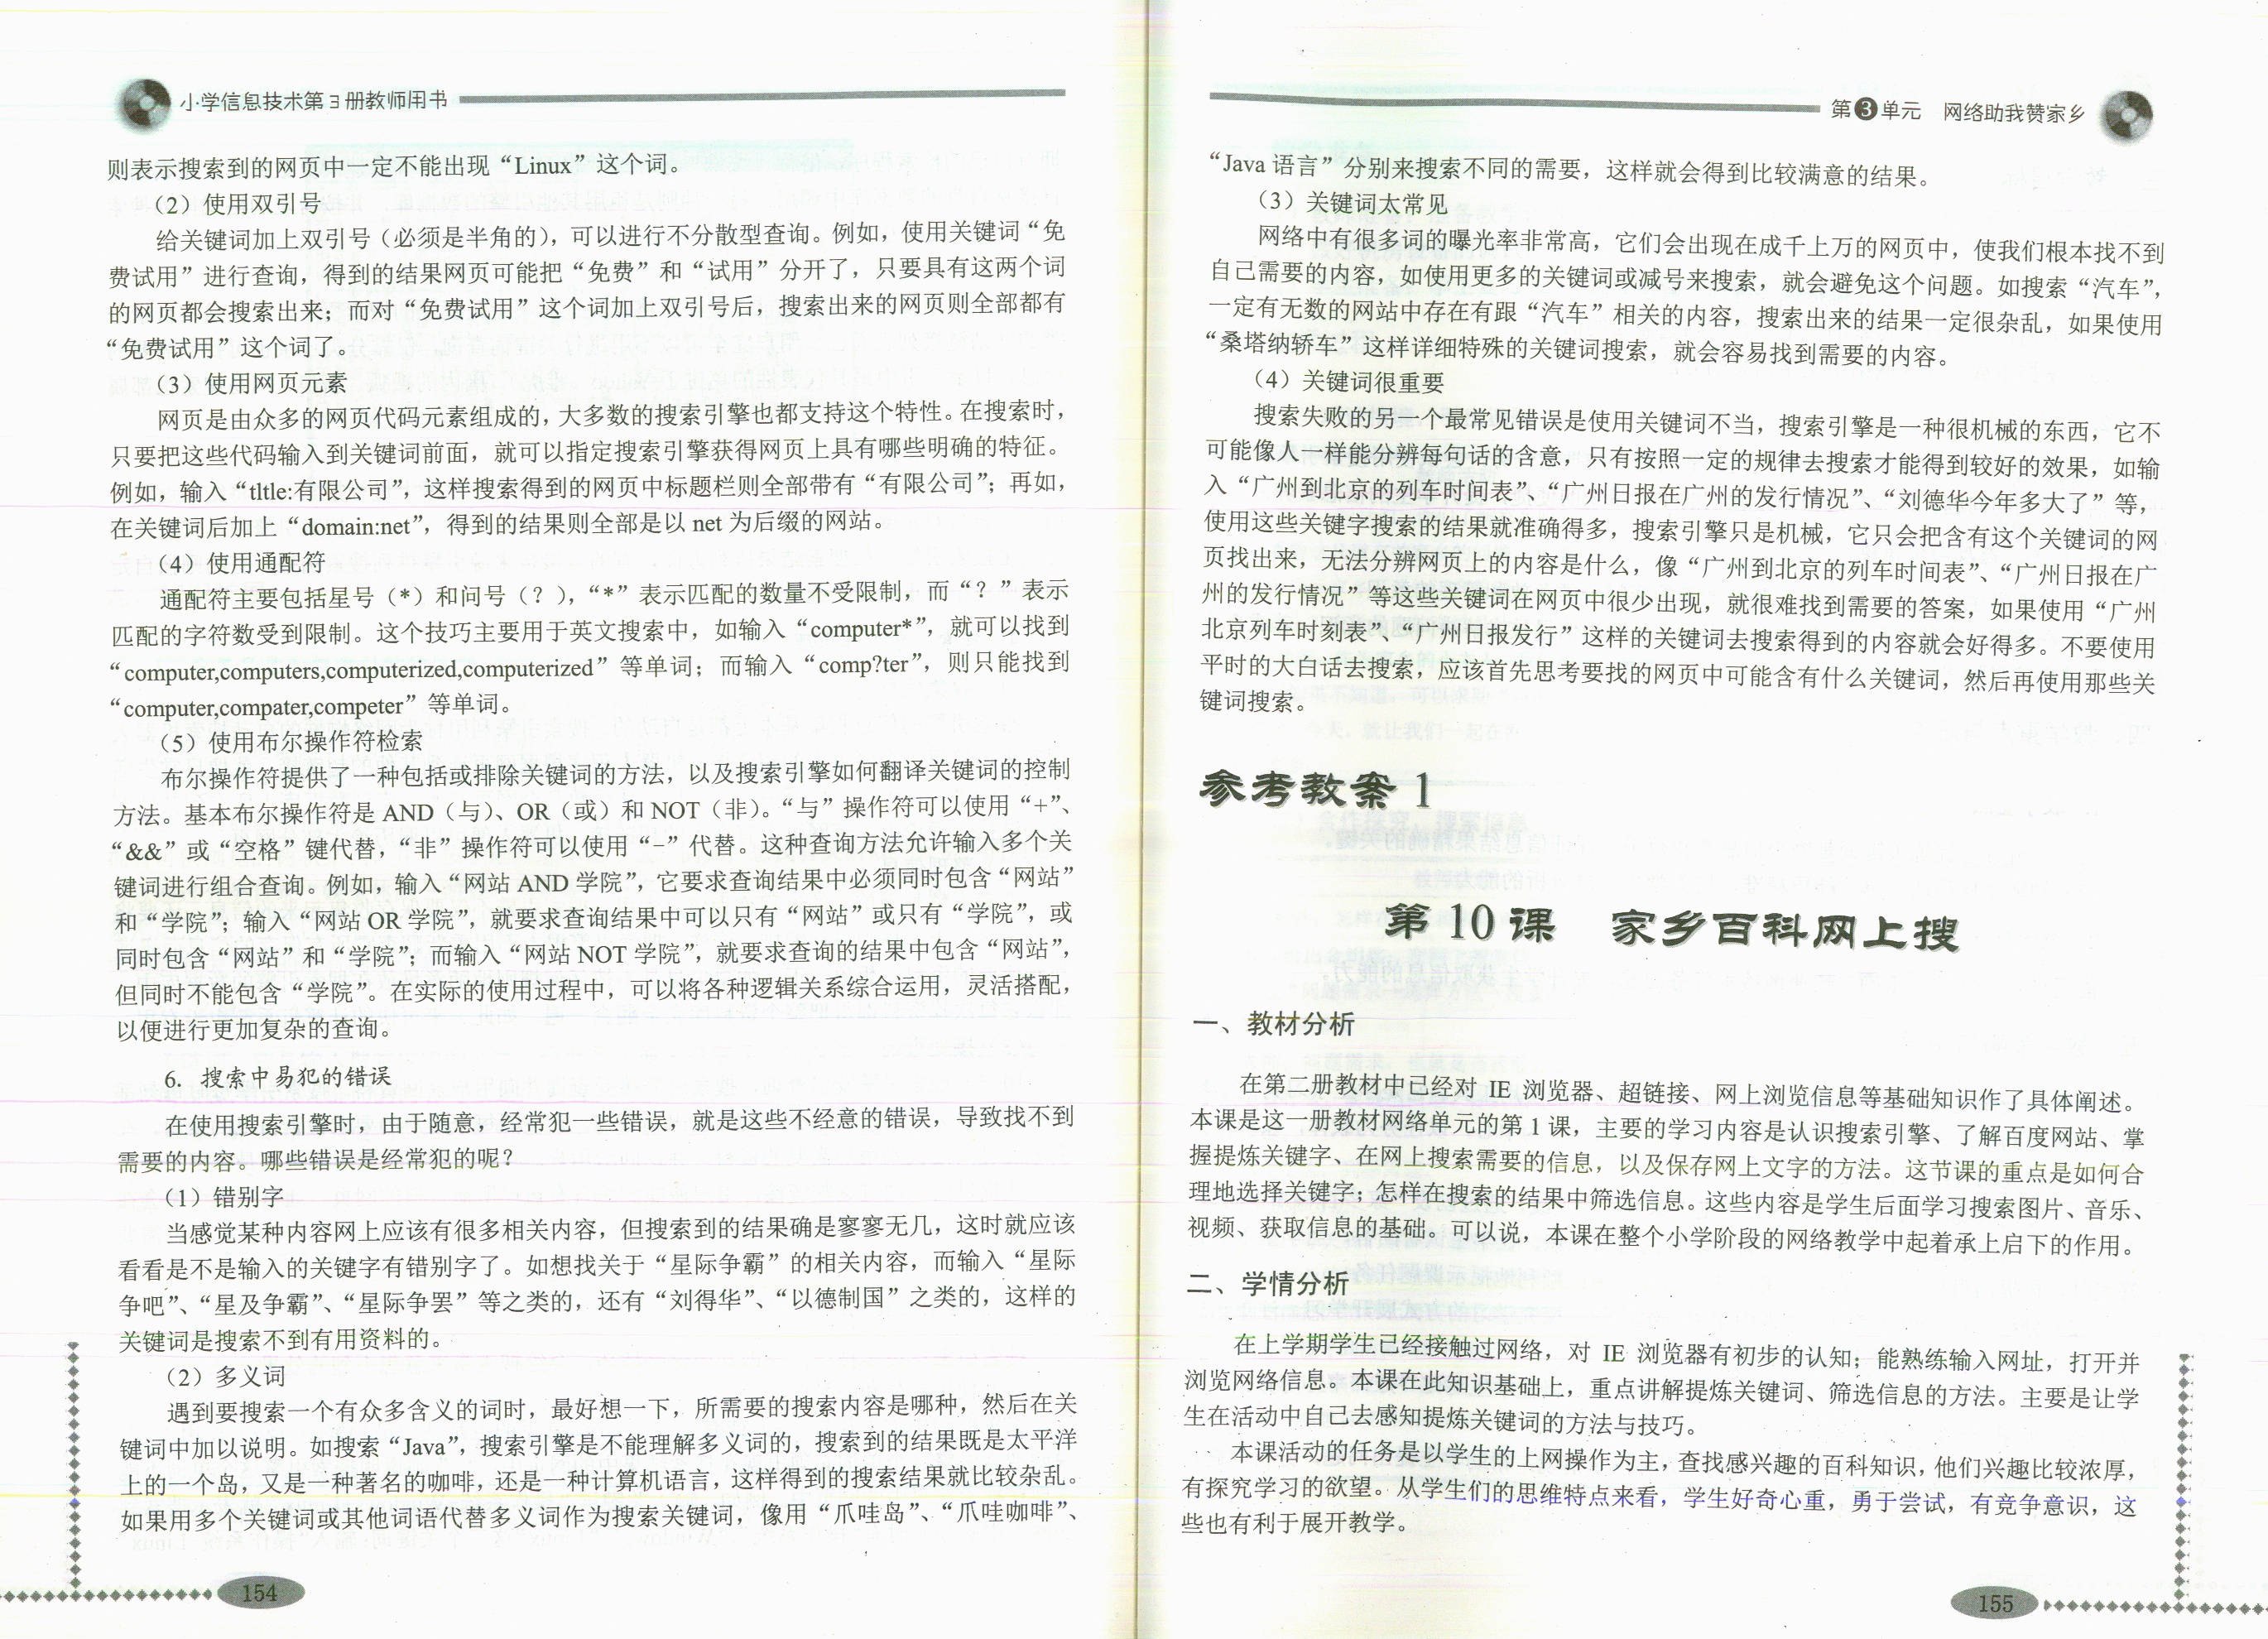 小学信息技术第3册教师用书
则表示搜索到的网页中一定不能出现“Linux”这个词。
（2）使用双引号
给关键词加上双引号（必须是半角的），可以进行不分散型查询。例如，使用关键词“免
费试用”进行查询，得到的结果网页可能把“免费”和“试用”分开了，只要具有这两个词
的网页都会搜索出来；而对“免费试用”这个词加上双引号后，搜索出来的网页则全部都有
“免费试用”这个词了。
（3）使用网页元素
网页是由众多的网页代码元素组成的，大多数的搜索引擎也都支持这个特性。在搜索时，
只要把这些代码输入到关键词前面，就可以指定搜索引擎获得网页上具有哪些明确的特征。
例如，输入“tltle:有限公司”，这样搜索得到的网页中标题栏则全部带有“有限公司”；再如，
在关键词后加上“domain:net”，得到的结果则全部是以 net 为后缀的网站。
（4）使用通配符
通配符主要包括星号（*）和问号（？），“*”表示匹配的数量不受限制，而“？”表示
匹配的字符数受到限制。这个技巧主要用于英文搜索中，如输入“computer*”，就可以找到
“computer,computers,computerized,computerized”等单词；而输入“comp?ter”，则只能找到
“computer,compater,competer”等单词。
（5）使用布尔操作符检索
布尔操作符提供了一种包括或排除关键词的方法，以及搜索引擎如何翻译关键词的控制
方法。基本布尔操作符是 AND（与）、OR（或）和 NOT（非）。“与”操作符可以使用“+”、
“&&”或“空格”键代替，“非”操作符可以使用“-”代替。这种查询方法允许输入多个关
键词进行组合查询。例如，输入“网站 AND 学院”，它要求查询结果中必须同时包含“网站”
和“学院”；输入“网站 OR 学院”，就要求查询结果中可以只有“网站”或只有“学院”，或
同时包含“网站”和“学院”；而输入“网站 NOT 学院”，就要求查询的结果中包含“网站”，
但同时不能包含“学院”。在实际的使用过程中，可以将各种逻辑关系综合运用，灵活搭配，
以便进行更加复杂的查询。
6. 搜索中易犯的错误
在使用搜索引擎时，由于随意，经常犯一些错误，就是这些不经意的错误，导致找不到
需要的内容。哪些错误是经常犯的呢？
（1）错别字
当感觉某种内容网上应该有很多相关内容，但搜索到的结果确是寥寥无几，这时就应该
看看是不是输入的关键字有错别字了。如想找关于“星际争霸”的相关内容，而输入“星际
争吧”、“星及争霸”、“星际争罢”等之类的，还有“刘得华”、“以德制国”之类的，这样的
关键词是搜索不到有用资料的。
（2）多义词
遇到要搜索一个有众多含义的词时，最好想一下，所需要的搜索内容是哪种，然后在关
键词中加以说明。如搜索“Java”，搜索引擎是不能理解多义词的，搜索到的结果既是太平洋
上的一个岛，又是一种著名的咖啡，还是一种计算机语言，这样得到的搜索结果就比较杂乱。
如果用多个关键词或其他词语代替多义词作为搜索关键词，像用“爪哇岛”、“爪哇咖啡”、
154
第3单元 网络助我赞家乡
“Java 语言”分别来搜索不同的需要，这样就会得到比较满意的结果。
（3）关键词太常见
网络中有很多词的曝光率非常高，它们会出现在成千上万的网页中，使我们根本找不到
自己需要的内容，如使用更多的关键词或减号来搜索，就会避免这个问题。如搜索“汽车”，
一定有无数的网站中存在有跟“汽车”相关的内容，搜索出来的结果一定很杂乱，如果使用
“桑塔纳轿车”这样详细特殊的关键词搜索，就会容易找到需要的内容。
（4）关键词很重要
搜索失败的另一个最常见错误是使用关键词不当，搜索引擎是一种很机械的东西，它不
可能像人一样能分辨每句话的含意，只有按照一定的规律去搜索才能得到较好的效果，如输
入“广州到北京的列车时间表”、“广州日报在广州的发行情况”、“刘德华今年多大了”等，
使用这些关键字搜索的结果就准确得多，搜索引擎只是机械，它只会把含有这个关键词的网
页找出来，无法分辨网页上的内容是什么，像“广州到北京的列车时间表”、“广州日报在广
州的发行情况”等这些关键词在网页中很少出现，就很难找到需要的答案，如果使用“广州
北京列车时刻表”、“广州日报发行”这样的关键词去搜索得到的内容就会好得多。不要使用
平时的大白话去搜索，应该首先思考要找的网页中可能含有什么关键词，然后再使用那些关
键词搜索。
参考教案 1
第 10 课 家乡百科网上搜
一、教材分析
在第二册教材中已经对 IE 浏览器、超链接、网上浏览信息等基础知识作了具体阐述。
本课是这一册教材网络单元的第 1 课，主要的学习内容是认识搜索引擎、了解百度网站、掌
握提炼关键字、在网上搜索需要的信息，以及保存网上文字的方法。这节课的重点是如何合
理地选择关键字；怎样在搜索的结果中筛选信息。这些内容是学生后面学习搜索图片、音乐、
视频、获取信息的基础。可以说，本课在整个小学阶段的网络教学中起着承上启下的作用。
二、学情分析
在上学期学生已经接触过网络，对 IE 浏览器有初步的认知；能熟练输入网址，打开并
浏览网络信息。本课在此知识基础上，重点讲解提炼关键词、筛选信息的方法。主要是让学
生在活动中自己去感知提炼关键词的方法与技巧。
本课活动的任务是以学生的上网操作为主，查找感兴趣的百科知识，他们兴趣比较浓厚，
有探究学习的欲望。从学生们的思维特点来看，学生好奇心重，勇于尝试，有竞争意识，这
些也有利于展开教学。
155